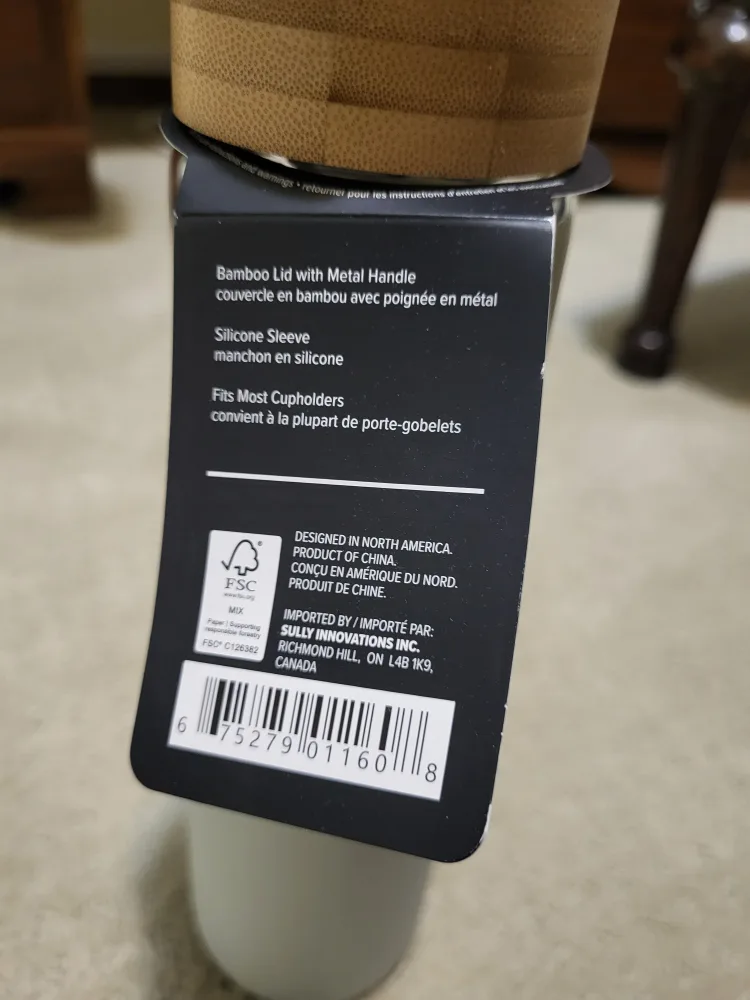 and warnings • retourner pour les instructions d'entretien
Bamboo Lid with Metal Handle
couvercle en bambou avec poignée en métal
Silicone Sleeve
manchon en silicone
Fits Most Cupholders
convient à la plupart de porte-gobelets
DESIGNED IN NORTH AMERICA.
PRODUCT OF CHINA.
CONÇU EN AMÉRIQUE DU NORD.
PRODUIT DE CHINE.
IMPORTED BY / IMPORTÉ PAR:
SULLY INNOVATIONS INC.
RICHMOND HILL, ON L4B 1K9,
CANADA
®
FSC
www.fsc.org
MIX
Paper | Supporting
responsible forestry
FSC® C126382
6 75279 01160 8